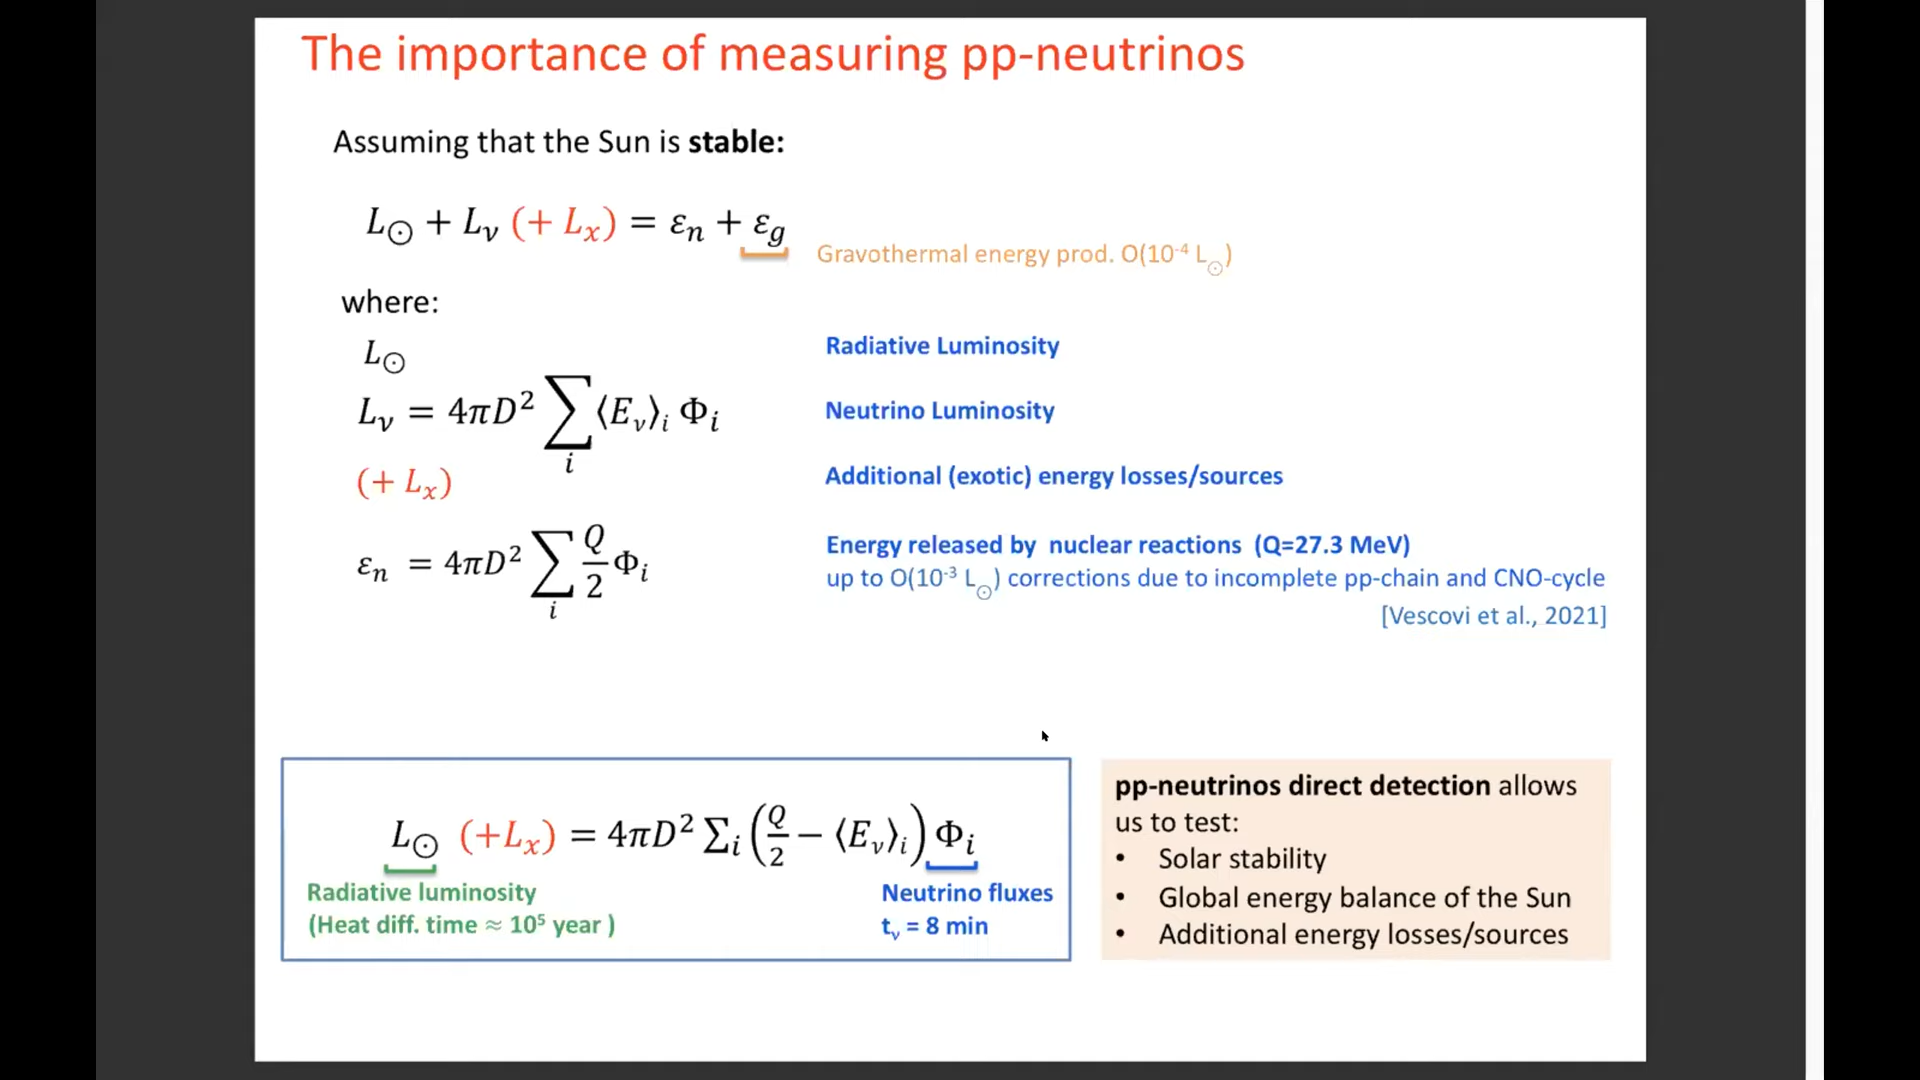 The importance of measuring pp-neutrinos
Assuming that the Sun is stable:
L⊙ + Lν (+ Lx) = εn + εg
Gravothermal energy prod. O(10⁻⁴ L⊙)
where:
L⊙
Radiative Luminosity
Lν = 4πD² ∑i ⟨Eν⟩i Φi
Neutrino Luminosity
(+ Lx)
Additional (exotic) energy losses/sources
εn = 4πD² ∑i Q/2 Φi
Energy released by nuclear reactions (Q=27.3 MeV)
up to O(10⁻³ L⊙) corrections due to incomplete pp-chain and CNO-cycle
[Vescovi et al., 2021]
L⊙ (+Lx) = 4πD² ∑i (Q/2 − ⟨Eν⟩i) Φi
Radiative luminosity
(Heat diff. time ≈ 10⁵ year )
Neutrino fluxes
tν = 8 min
pp-neutrinos direct detection allows
us to test:
• Solar stability
• Global energy balance of the Sun
• Additional energy losses/sources